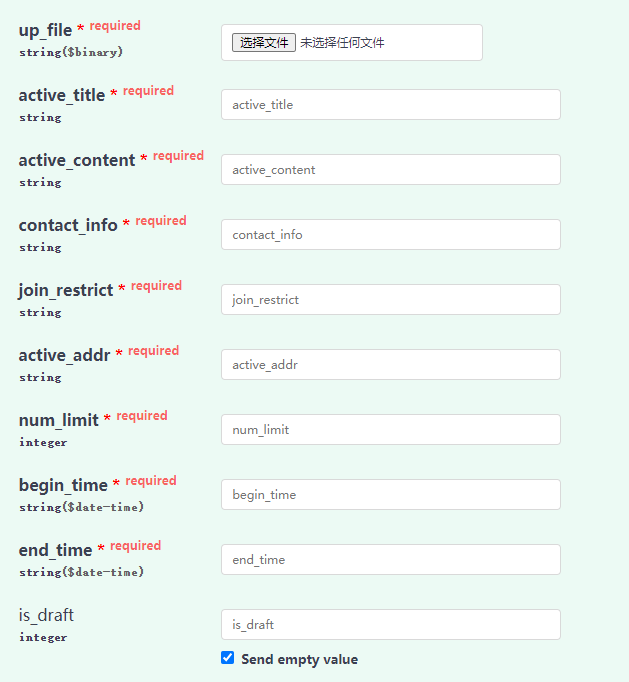 up_file * required
string($binary)
选择文件 未选择任何文件
active_title * required
string
active_title
active_content * required
string
active_content
contact_info * required
string
contact_info
join_restrict * required
string
join_restrict
active_addr * required
string
active_addr
num_limit * required
integer
num_limit
begin_time * required
string($date-time)
begin_time
end_time * required
string($date-time)
end_time
is_draft
integer
is_draft
Send empty value